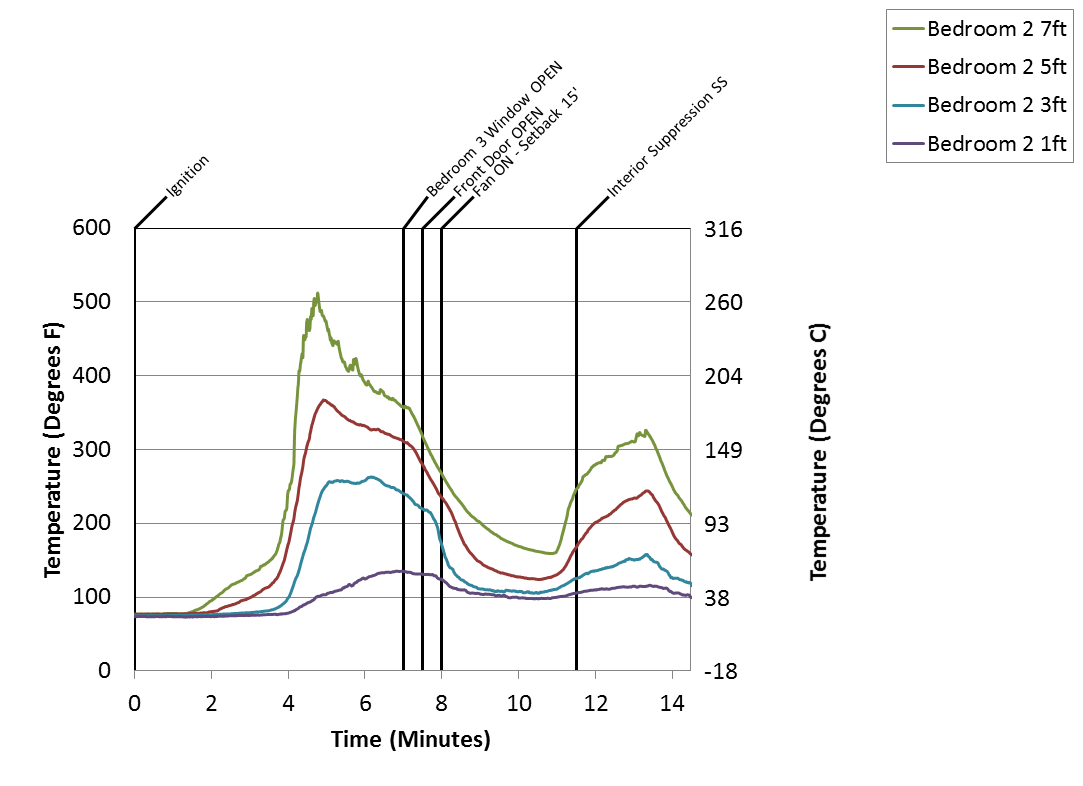 Bedroom 2 7ft
Bedroom 2 5ft
Bedroom 2 3ft
Bedroom 2 1ft
Ignition
Bedroom 3 Window OPEN
Front Door OPEN
Fan ON - Setback 15'
Interior Suppression SS
600
500
400
300
200
100
0
Temperature (Degrees F)
316
260
204
149
93
38
-18
Temperature (Degrees C)
0 2 4 6 8 10 12 14
Time (Minutes)